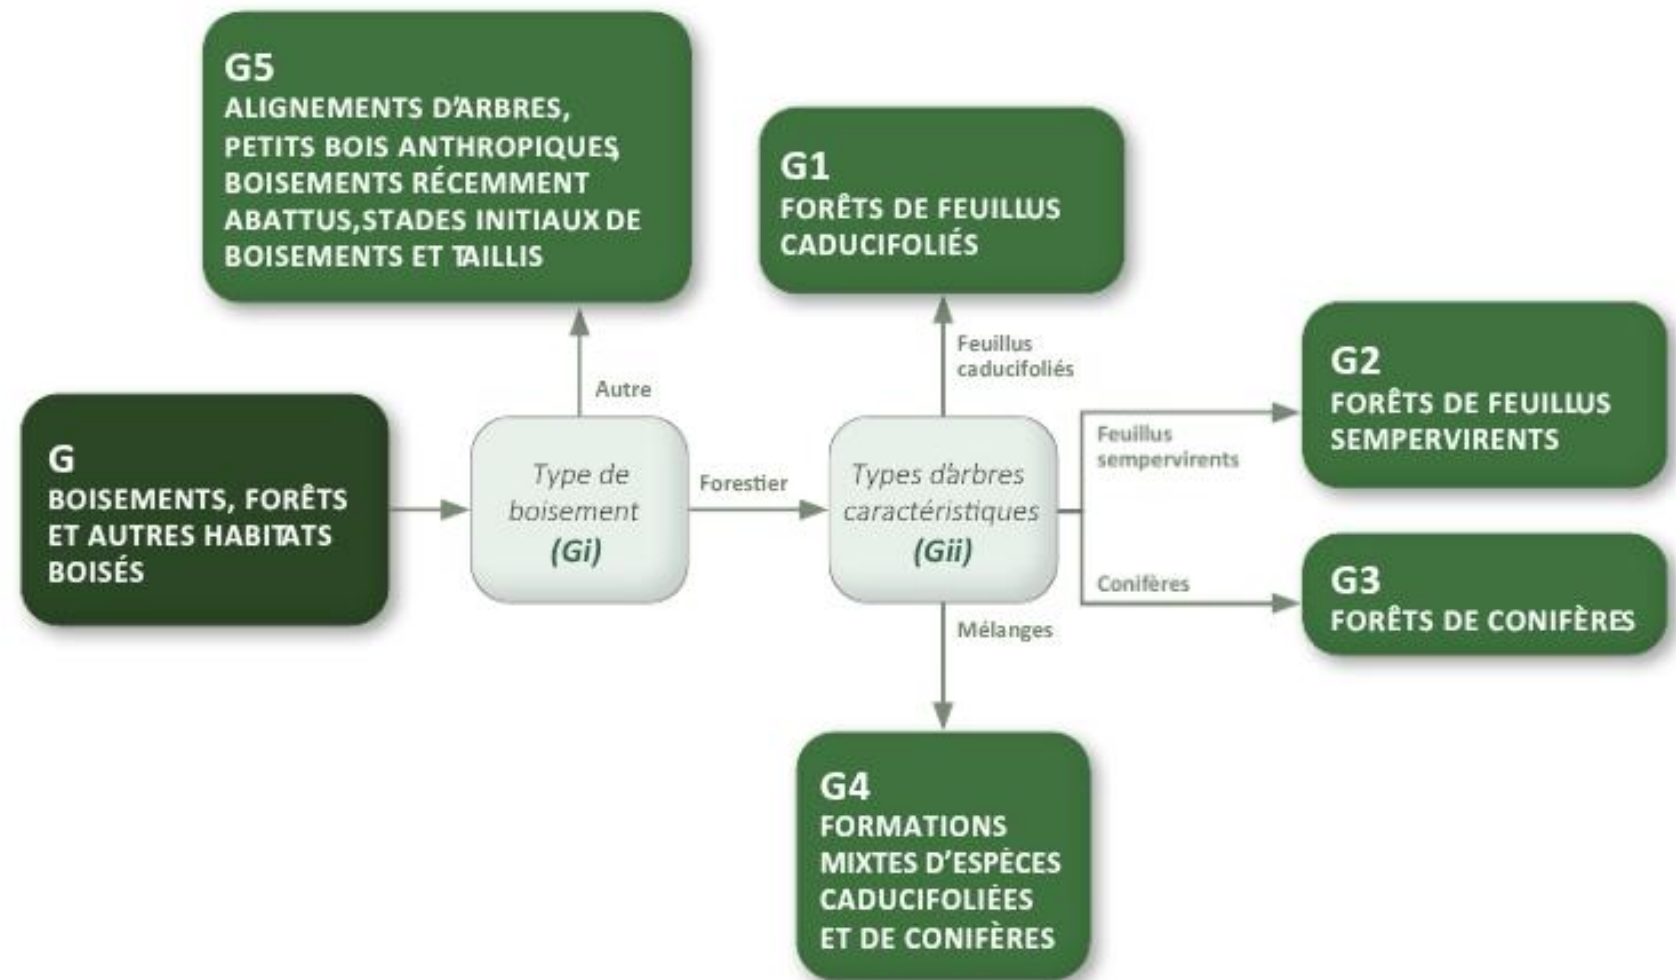 G5
ALIGNEMENTS D'ARBRES,
PETITS BOIS ANTHROPIQUES,
BOISEMENTS RÉCEMMENT
ABATTUS,STADES INITIAUX DE
BOISEMENTS ET TAILLIS
G1
FORÊTS DE FEUILLUS
CADUCIFOLIÉS
Feuillus
caducifoliés
Autre
G
BOISEMENTS, FORÊTS
ET AUTRES HABITATS
BOISÉS
Type de
boisement
(Gi)
Forestier
Types d'arbres
caractéristiques
(Gii)
Feuillus
sempervirents
G2
FORÊTS DE FEUILLUS
SEMPERVIRENTS
Conifères
G3
FORÊTS DE CONIFÈRES
Mélanges
G4
FORMATIONS
MIXTES D'ESPÈCES
CADUCIFOLIÉES
ET DE CONIFÈRES